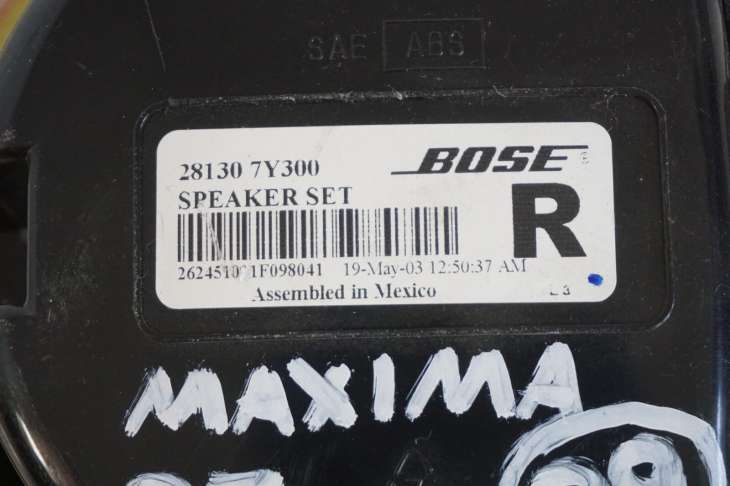 SAE ABS
28130 7Y300
BOSE
SPEAKER SET
R
19-May-03 12:50:37 AM
Assembled in Mexico
MAXIMA